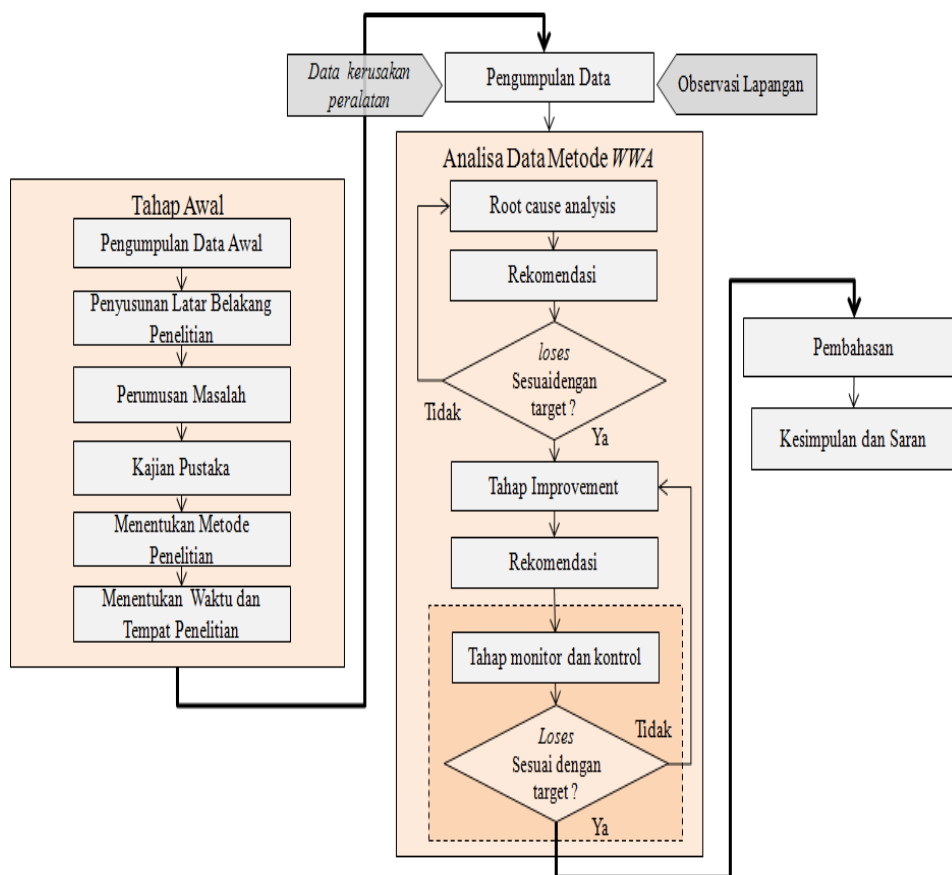 Tahap Awal
Pengumpulan Data Awal
Penyusunan Latar Belakang
Penelitian
Perumusan Masalah
Kajian Pustaka
Menentukan Metode
Penelitian
Menentukan Waktu dan
Tempat Penelitian
Data kerusakan
peralatan
Pengumpulan Data
Observasi Lapangan
Analisa Data Metode WWA
Root cause analysis
Rekomendasi
loses
Sesuaidengan
target ?
Tidak
Ya
Tahap Improvement
Rekomendasi
Tahap monitor dan kontrol
Loses
Sesuai dengan
target ?
Tidak
Ya
Pembahasan
Kesimpulan dan Saran